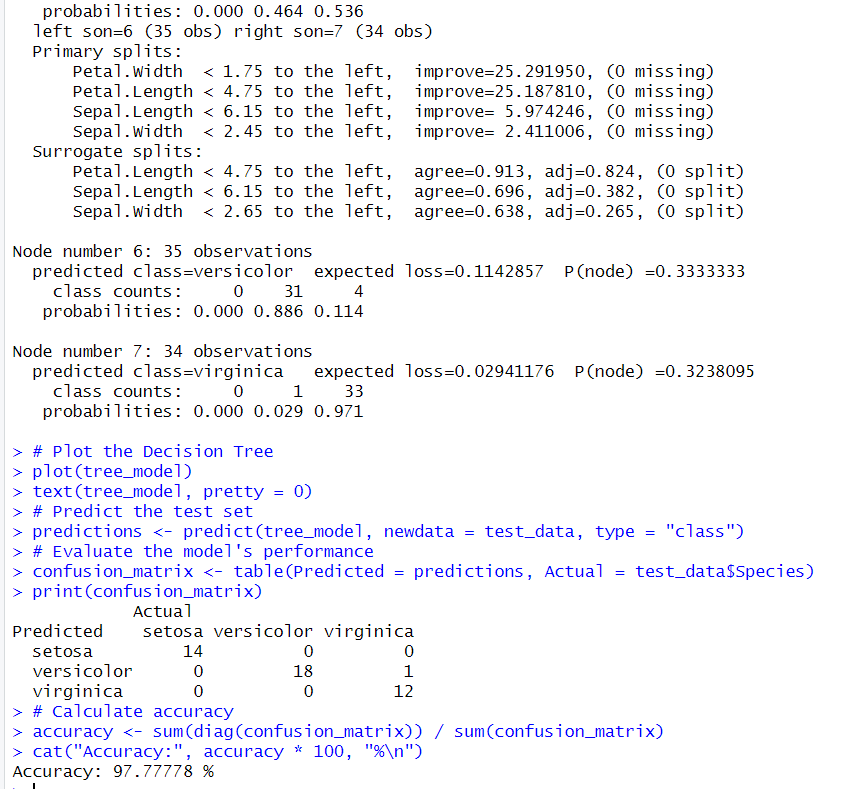 probabilities: 0.000 0.464 0.536
left son=6 (35 obs) right son=7 (34 obs)
Primary splits:
Petal.Width  < 1.75 to the left,  improve=25.291950, (0 missing)
Petal.Length < 4.75 to the left,  improve=25.187810, (0 missing)
Sepal.Length < 6.15 to the left,  improve= 5.974246, (0 missing)
Sepal.Width  < 2.45 to the left,  improve= 2.411006, (0 missing)
Surrogate splits:
Petal.Length < 4.75 to the left,  agree=0.913, adj=0.824, (0 split)
Sepal.Length < 6.15 to the left,  agree=0.696, adj=0.382, (0 split)
Sepal.Width  < 2.65 to the left,  agree=0.638, adj=0.265, (0 split)
Node number 6: 35 observations
predicted class=versicolor  expected loss=0.1142857  P(node) =0.3333333
class counts:     0    31     4
probabilities: 0.000 0.886 0.114
Node number 7: 34 observations
predicted class=virginica   expected loss=0.02941176  P(node) =0.3238095
class counts:     0     1    33
probabilities: 0.000 0.029 0.971
> # Plot the Decision Tree
> plot(tree_model)
> text(tree_model, pretty = 0)
> # Predict the test set
> predictions <- predict(tree_model, newdata = test_data, type = "class")
> # Evaluate the model's performance
> confusion_matrix <- table(Predicted = predictions, Actual = test_data$Species)
> print(confusion_matrix)
Actual
Predicted    setosa versicolor virginica
setosa         14          0         0
versicolor      0         18         1
virginica       0          0        12
> # Calculate accuracy
> accuracy <- sum(diag(confusion_matrix)) / sum(confusion_matrix)
> cat("Accuracy:", accuracy * 100, "%\n")
Accuracy: 97.77778 %
>